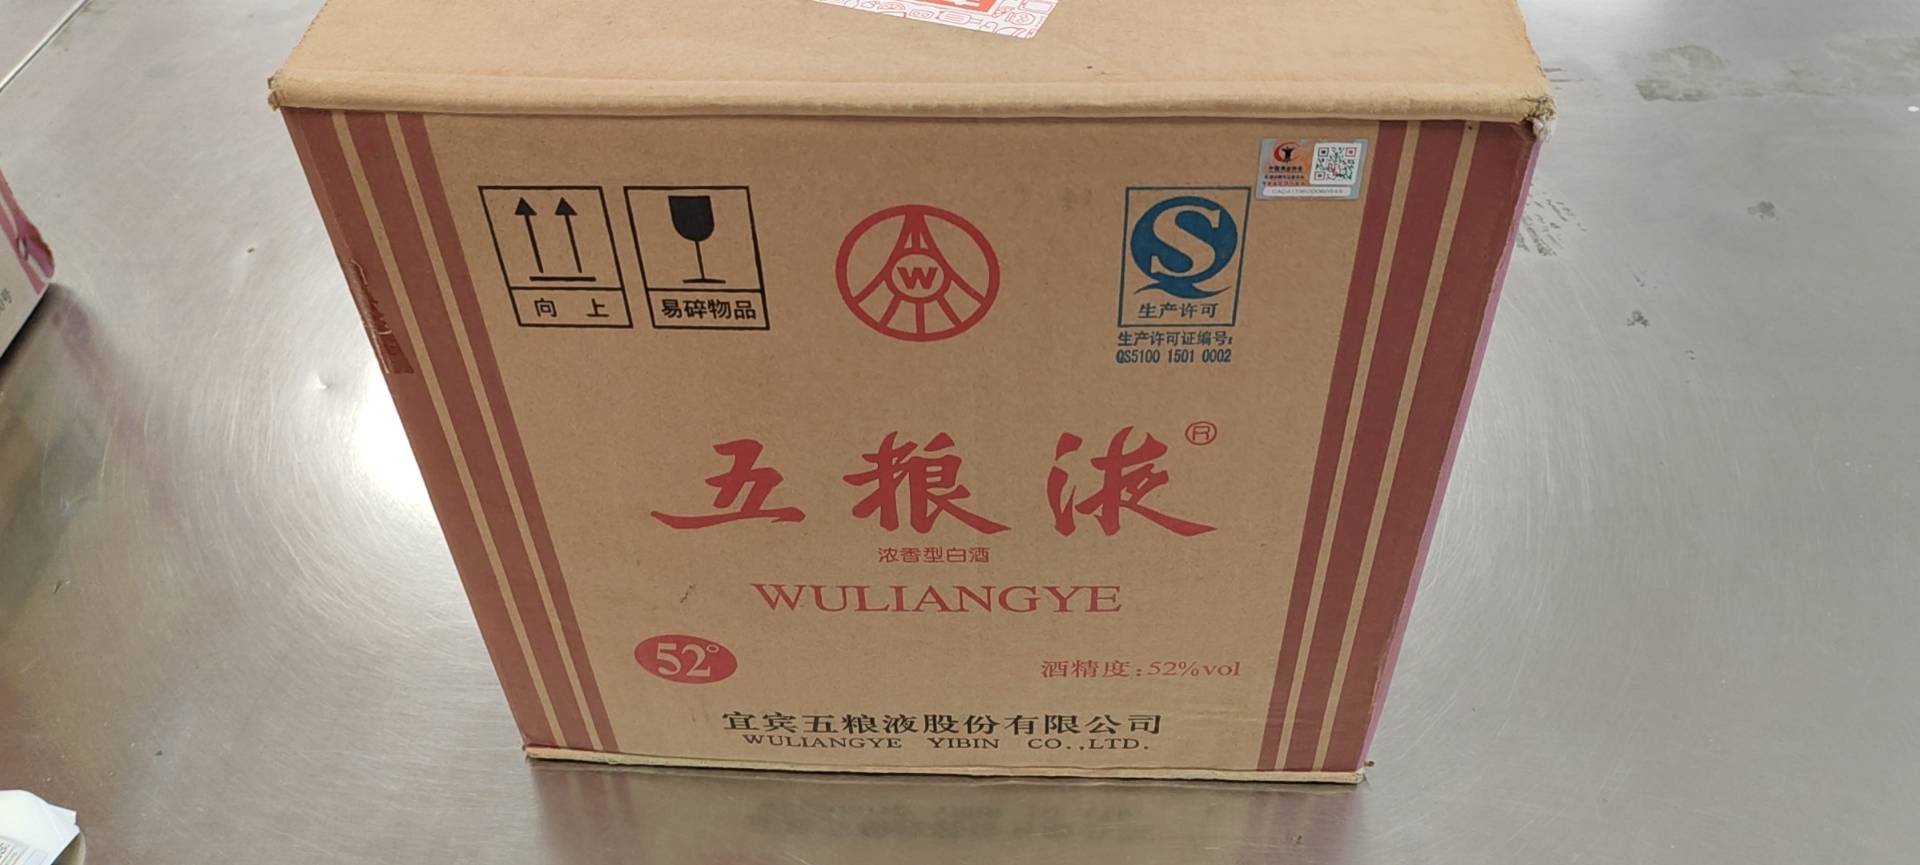 向 上
易碎物品
W
S
生产许可
生产许可证编号:
QS5100 1501 0002
五粮液®
浓香型白酒
WULIANGYE
52°
酒精度:52%vol
宜宾五粮液股份有限公司
WULIANGYE YIBIN CO.,LTD.